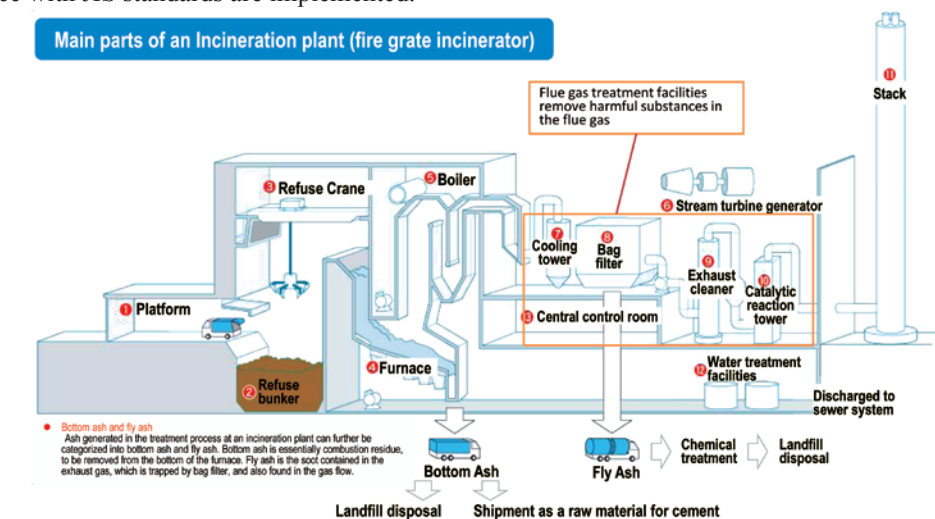 ce with JIS standards are implemented.
Main parts of an Incineration plant (fire grate incinerator)
Flue gas treatment facilities
remove harmful substances in
the flue gas
11
Stack
3 Refuse Crane
5 Boiler
6 Stream turbine generator
7
Cooling
tower
8
Bag
filter
9
Exhaust
cleaner
10
Catalytic
reaction
tower
1 Platform
13 Central control room
4 Furnace
2 Refuse
bunker
12 Water treatment
facilities
Discharged to
sewer system
Bottom ash and fly ash
Ash generated in the treatment process at an incineration plant can further be
categorized into bottom ash and fly ash. Bottom ash is essentially combustion residue,
to be removed from the bottom of the furnace. Fly ash is the soot contained in the
exhaust gas, which is trapped by bag filter, and also found in the gas flow.
Bottom Ash
Fly Ash
Chemical
treatment
Landfill
disposal
Landfill disposal
Shipment as a raw material for cement